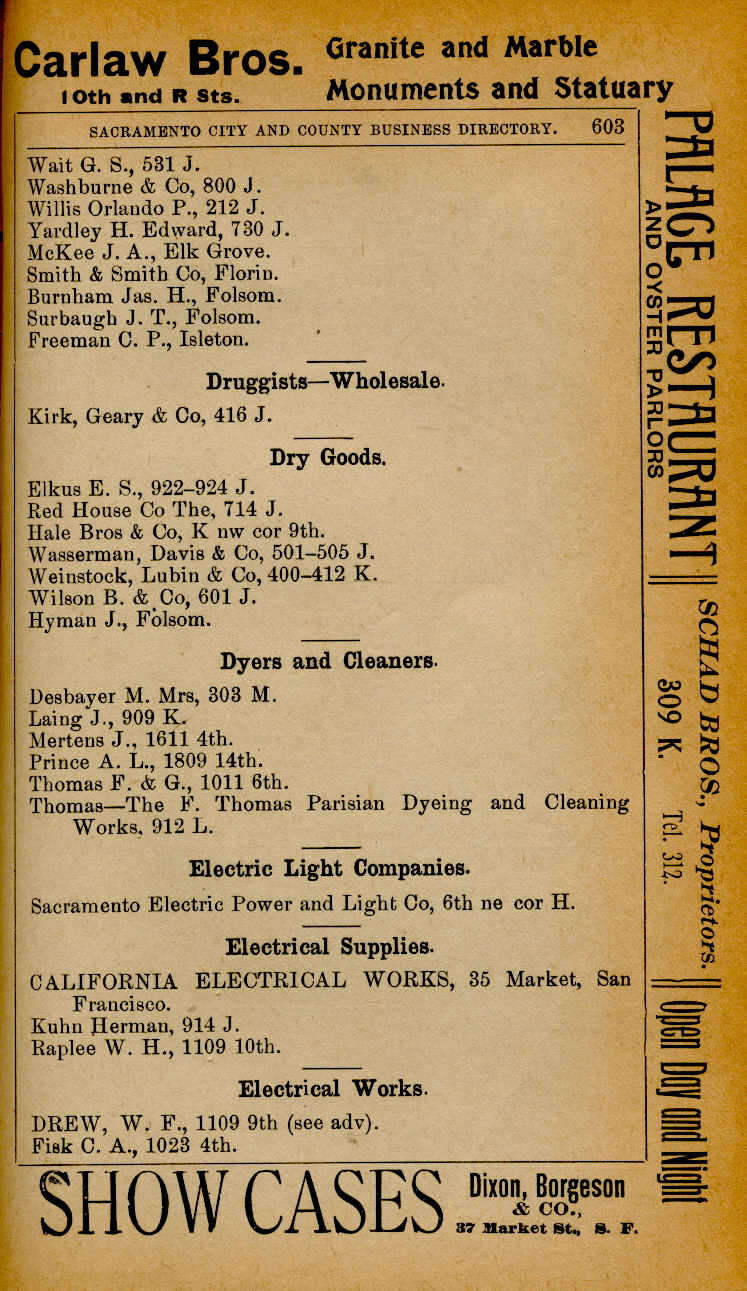 Carlaw Bros.
10th and R Sts.
Granite and Marble
Monuments and Statuary
SACRAMENTO CITY AND COUNTY BUSINESS DIRECTORY. 603
Wait G. S., 531 J.
Washburne & Co, 800 J.
Willis Orlando P., 212 J.
Yardley H. Edward, 730 J.
McKee J. A., Elk Grove.
Smith & Smith Co, Florin.
Burnham Jas. H., Folsom.
Surbaugh J. T., Folsom.
Freeman C. P., Isleton.
Druggists—Wholesale.
Kirk, Geary & Co, 416 J.
Dry Goods.
Elkus E. S., 922–924 J.
Red House Co The, 714 J.
Hale Bros & Co, K nw cor 9th.
Wasserman, Davis & Co, 501–505 J.
Weinstock, Lubin & Co, 400–412 K.
Wilson B. & Co, 601 J.
Hyman J., Folsom.
Dyers and Cleaners.
Desbayer M. Mrs, 303 M.
Laing J., 909 K.
Mertens J., 1611 4th.
Prince A. L., 1809 14th.
Thomas F. & G., 1011 6th.
Thomas—The F. Thomas Parisian Dyeing and Cleaning
Works, 912 L.
Electric Light Companies.
Sacramento Electric Power and Light Co, 6th ne cor H.
Electrical Supplies.
CALIFORNIA ELECTRICAL WORKS, 35 Market, San
Francisco.
Kuhn Herman, 914 J.
Raplee W. H., 1109 10th.
Electrical Works.
DREW, W. F., 1109 9th (see adv).
Fisk C. A., 1023 4th.
PALACE RESTAURANT
AND OYSTER PARLORS
SCHAD BROS., Proprietors.
309 K. Tel. 312.
Open Day and Night
SHOW CASES
Dixon, Borgeson
& CO.,
37 Market St., S. F.